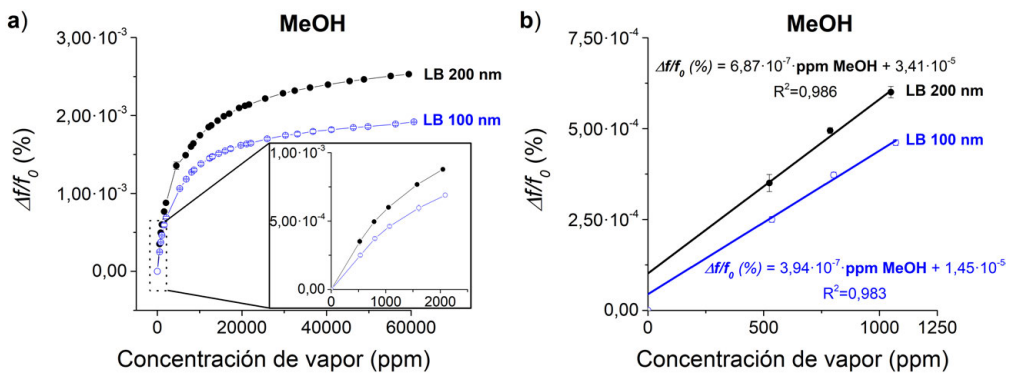 a)
MeOH
3,00·10⁻³
2,00·10⁻³
1,00·10⁻³
0,00
Δf/f₀ (%)
LB 200 nm
LB 100 nm
1,00·10⁻³
5,00·10⁻⁴
0,00
0 1000 2000
0 20000 40000 60000
Concentración de vapor (ppm)
b)
MeOH
7,50·10⁻⁴
5,00·10⁻⁴
2,50·10⁻⁴
0,00
Δf/f₀ (%)
Δf/f₀ (%) = 6,87·10⁻⁷·ppm MeOH + 3,41·10⁻⁵
R²=0,986
LB 200 nm
LB 100 nm
Δf/f₀ (%) = 3,94·10⁻⁷·ppm MeOH + 1,45·10⁻⁵
R²=0,983
0 500 1000 1250
Concentración de vapor (ppm)